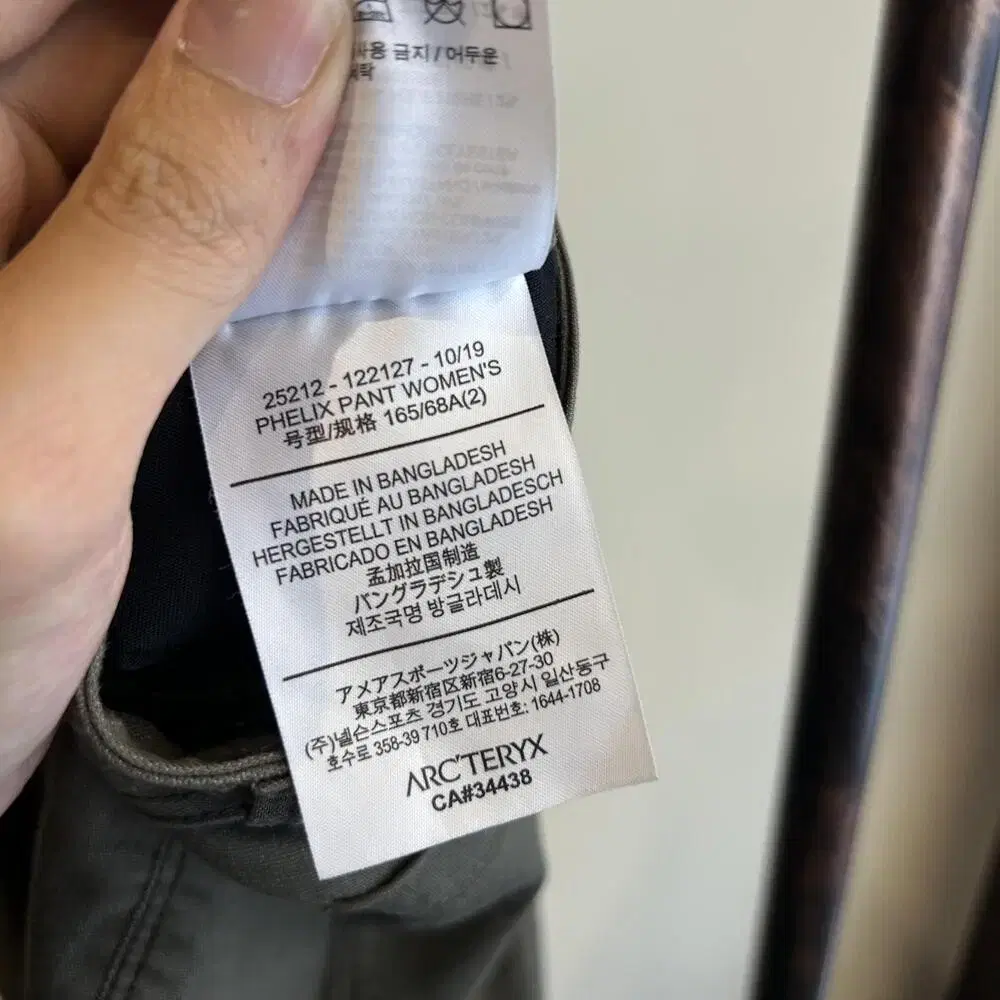 사용 금지 / 어두운
25212 - 122127 - 10/19
PHELIX PANT WOMEN'S
号型/规格 165/68A(2)
MADE IN BANGLADESH
FABRIQUÉ AU BANGLADESH
HERGESTELLT IN BANGLADESCH
FABRICADO EN BANGLADESH
孟加拉国制造
バングラデシュ製
제조국명 방글라데시
アメアスポーツジャパン(株)
東京都新宿区新宿6-27-30
(주)넬슨스포츠 경기도 고양시 일산동구
호수로 358-39 710호 대표번호: 1644-1708
ARC'TERYX
CA#34438